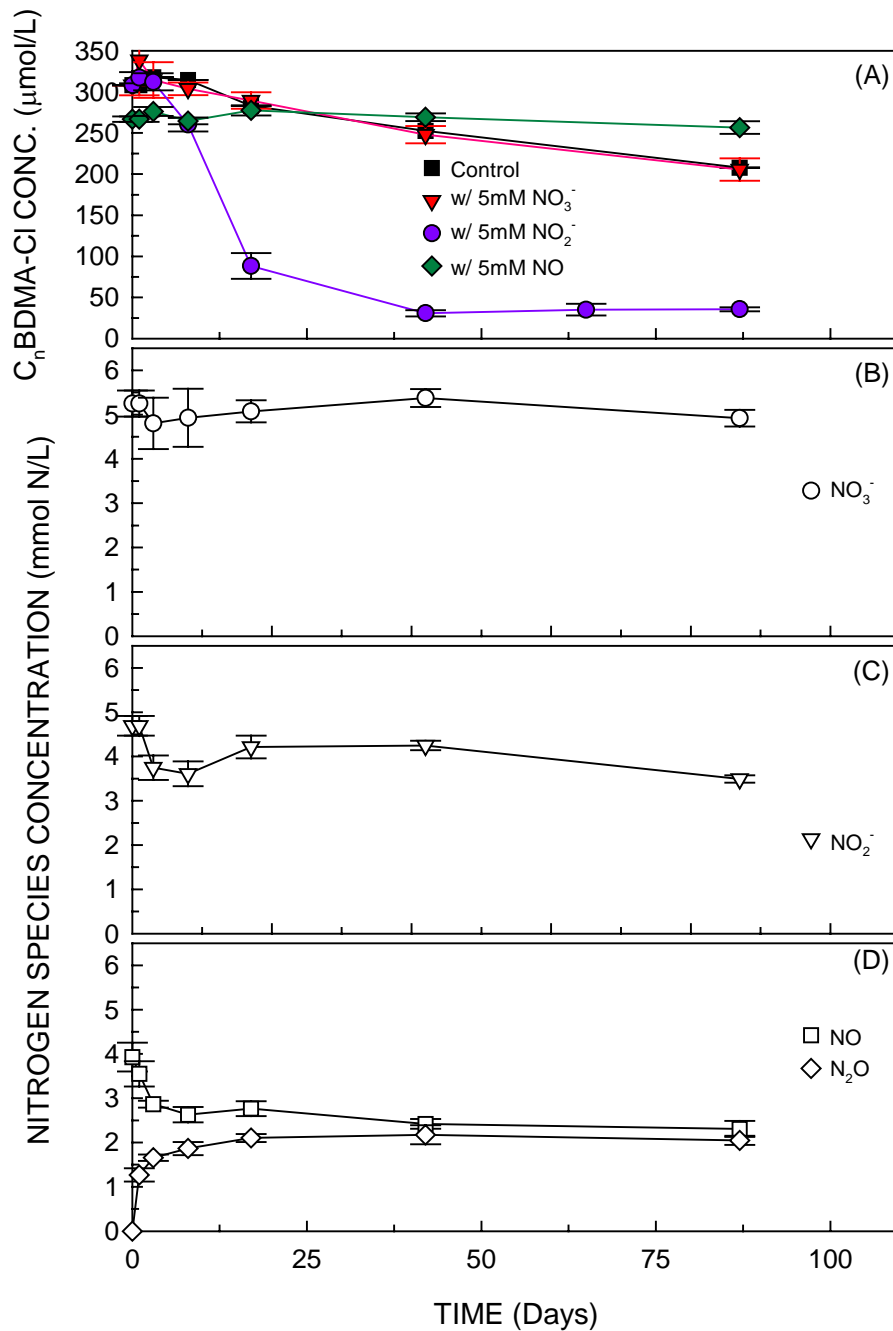 CₙBDMA-Cl CONC. (μmol/L)
350
300
250
200
150
100
50
0
(A)
Control
w/ 5mM NO₃⁻
w/ 5mM NO₂⁻
w/ 5mM NO
NITROGEN SPECIES CONCENTRATION (mmol N/L)
6
5
4
3
2
1
0
(B)
NO₃⁻
6
5
4
3
2
1
0
(C)
NO₂⁻
6
5
4
3
2
1
0
(D)
NO
N₂O
0
25
50
75
100
TIME (Days)